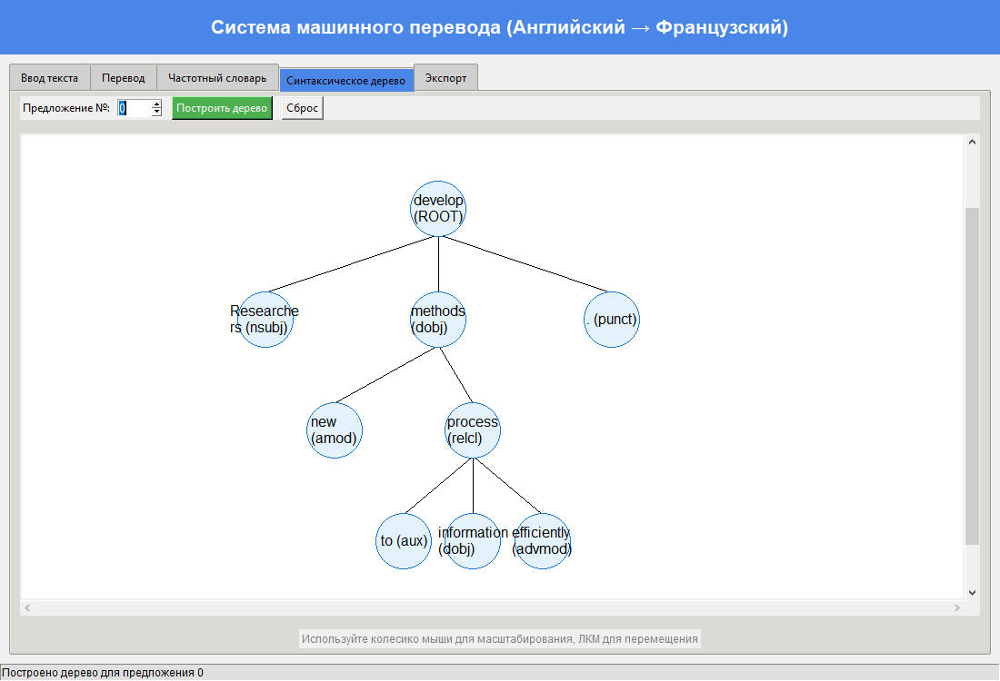 Система машинного перевода (Английский → Французский)
Ввод текста Перевод Частотный словарь Синтаксическое дерево Экспорт
Предложение №: 0 Построить дерево Сброс
develop
(ROOT)
Researche
rs (nsubj)
methods
(dobj)
. (punct)
new
(amod)
process
(relcl)
to (aux)
information
(dobj)
efficiently
(advmod)
Используйте колесико мыши для масштабирования, ЛКМ для перемещения
Построено дерево для предложения 0